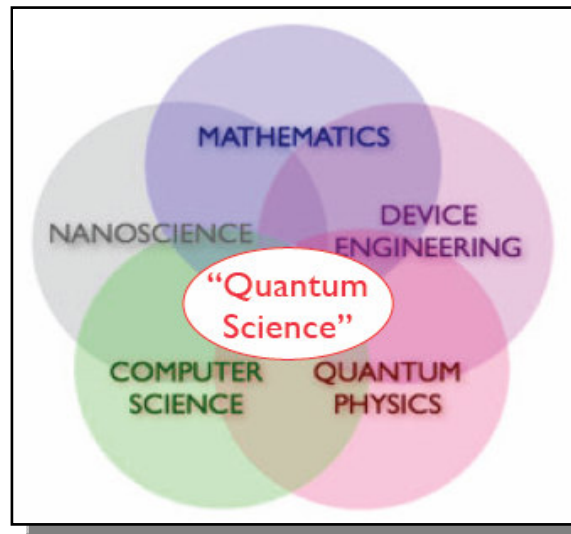 MATHEMATICS
NANOSCIENCE
DEVICE
ENGINEERING
“Quantum
Science”
COMPUTER
SCIENCE
QUANTUM
PHYSICS